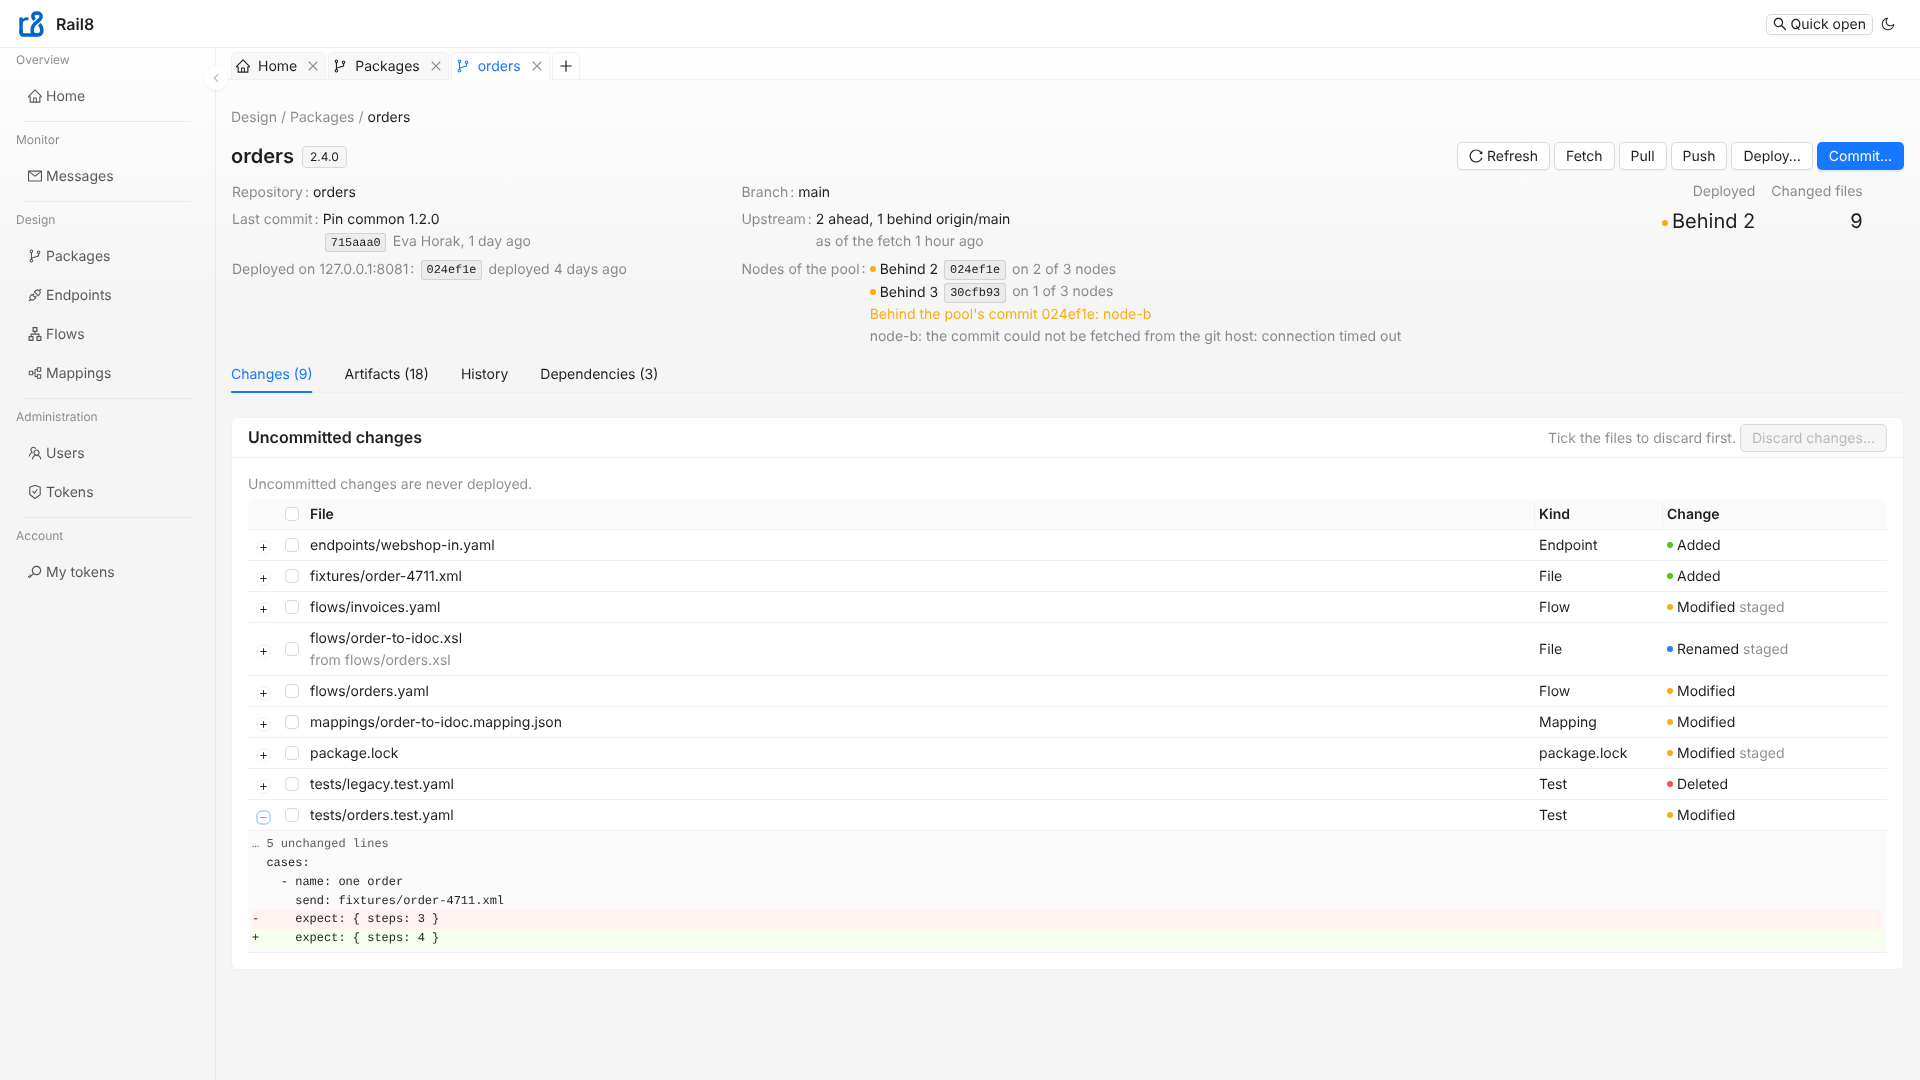 r8 Rail8
Quick open
Overview
Home
Monitor
Messages
Design
Packages
Endpoints
Flows
Mappings
Administration
Users
Tokens
Account
My tokens
Home
Packages
orders
Design / Packages / orders
orders 2.4.0
Refresh Fetch Pull Push Deploy... Commit...
Repository: orders
Branch: main
Deployed Changed files
Behind 2 9
Last commit: Pin common 1.2.0
715aaa0 Eva Horak, 1 day ago
Upstream: 2 ahead, 1 behind origin/main
as of the fetch 1 hour ago
Deployed on 127.0.0.1:8081: 024ef1e deployed 4 days ago
Nodes of the pool: Behind 2 024ef1e on 2 of 3 nodes
Behind 3 30cfb93 on 1 of 3 nodes
Behind the pool's commit 024ef1e: node-b
node-b: the commit could not be fetched from the git host: connection timed out
Changes (9) Artifacts (18) History Dependencies (3)
Uncommitted changes
Tick the files to discard first. Discard changes...
Uncommitted changes are never deployed.
File Kind Change
+ endpoints/webshop-in.yaml Endpoint Added
+ fixtures/order-4711.xml File Added
+ flows/invoices.yaml Flow Modified staged
+ flows/order-to-idoc.xsl File Renamed staged
from flows/orders.xsl
+ flows/orders.yaml Flow Modified
+ mappings/order-to-idoc.mapping.json Mapping Modified
+ package.lock package.lock Modified staged
+ tests/legacy.test.yaml Test Deleted
tests/orders.test.yaml Test Modified
… 5 unchanged lines
cases:
- name: one order
send: fixtures/order-4711.xml
- expect: { steps: 3 }
+ expect: { steps: 4 }